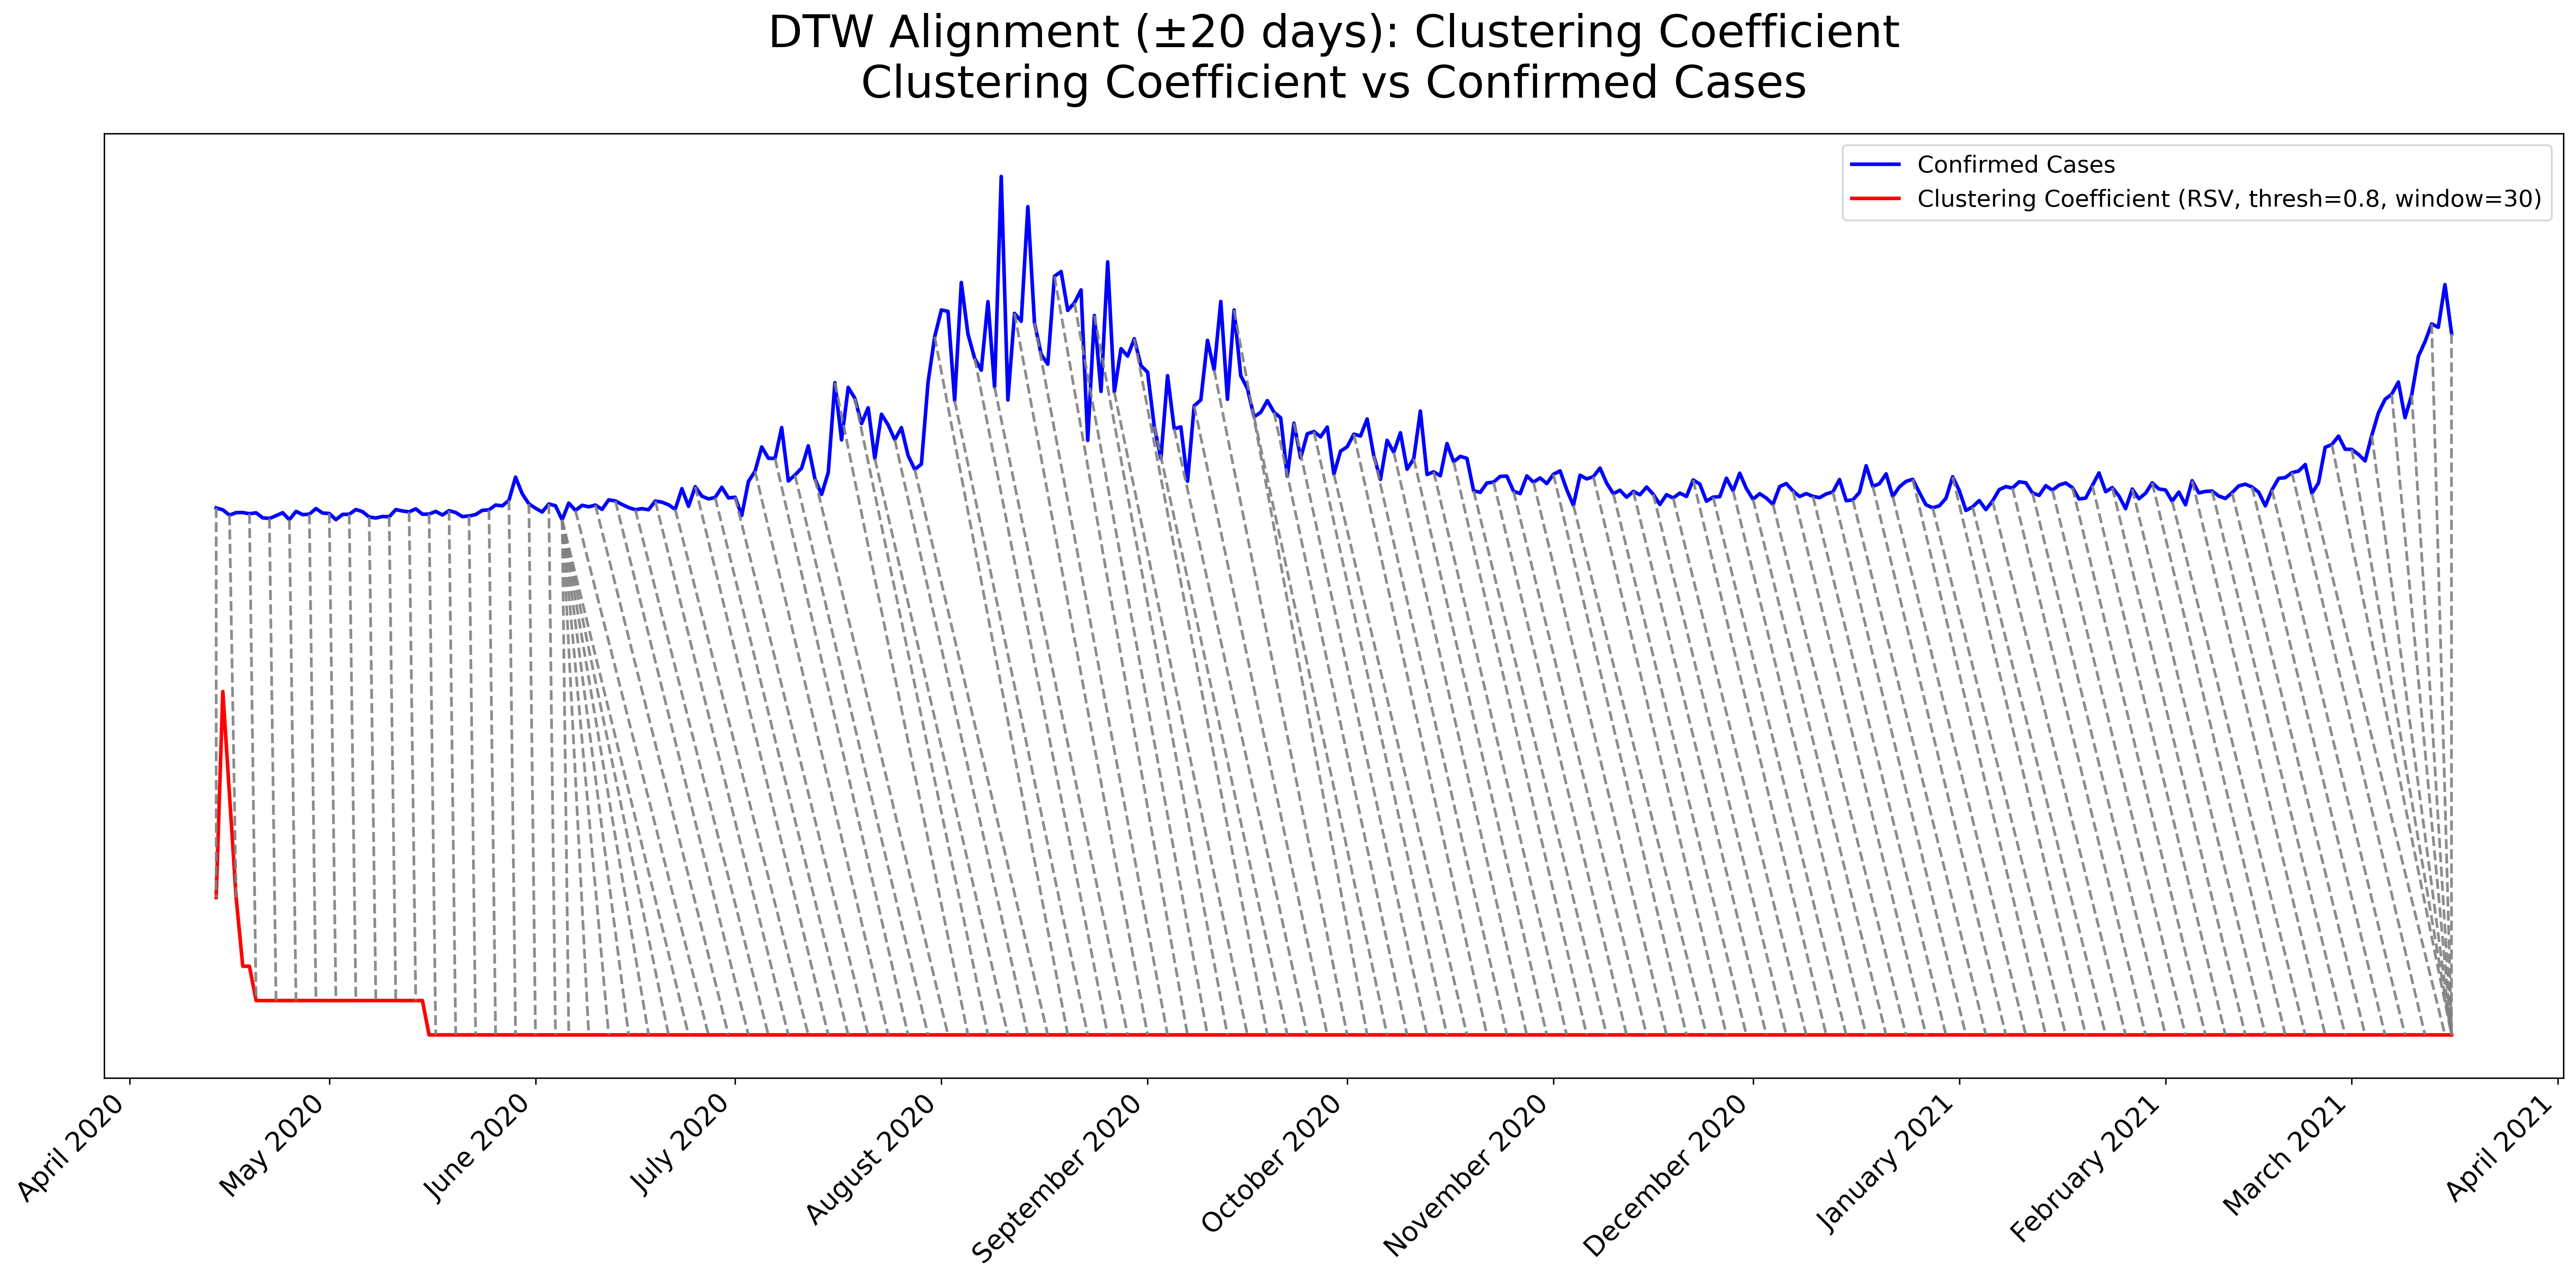 DTW Alignment (±20 days): Clustering Coefficient
Clustering Coefficient vs Confirmed Cases
Confirmed Cases
Clustering Coefficient (RSV, thresh=0.8, window=30)
April 2020
May 2020
June 2020
July 2020
August 2020
September 2020
October 2020
November 2020
December 2020
January 2021
February 2021
March 2021
April 2021